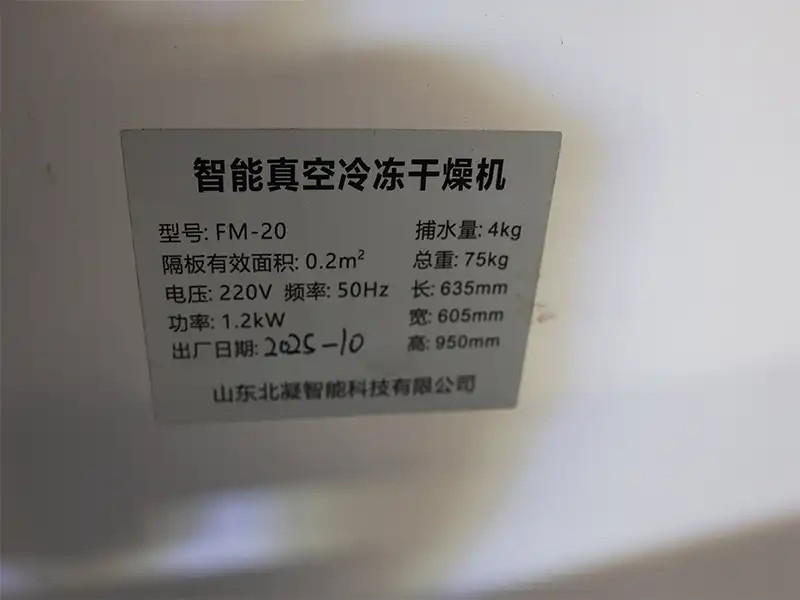 智能真空冷冻干燥机
型号: FM-20 捕水量: 4kg
隔板有效面积: 0.2m² 总重: 75kg
电压: 220V 频率: 50Hz 长: 635mm
功率: 1.2kW 宽: 605mm
出厂日期: 2025-10 高: 950mm
山东北凝智能科技有限公司